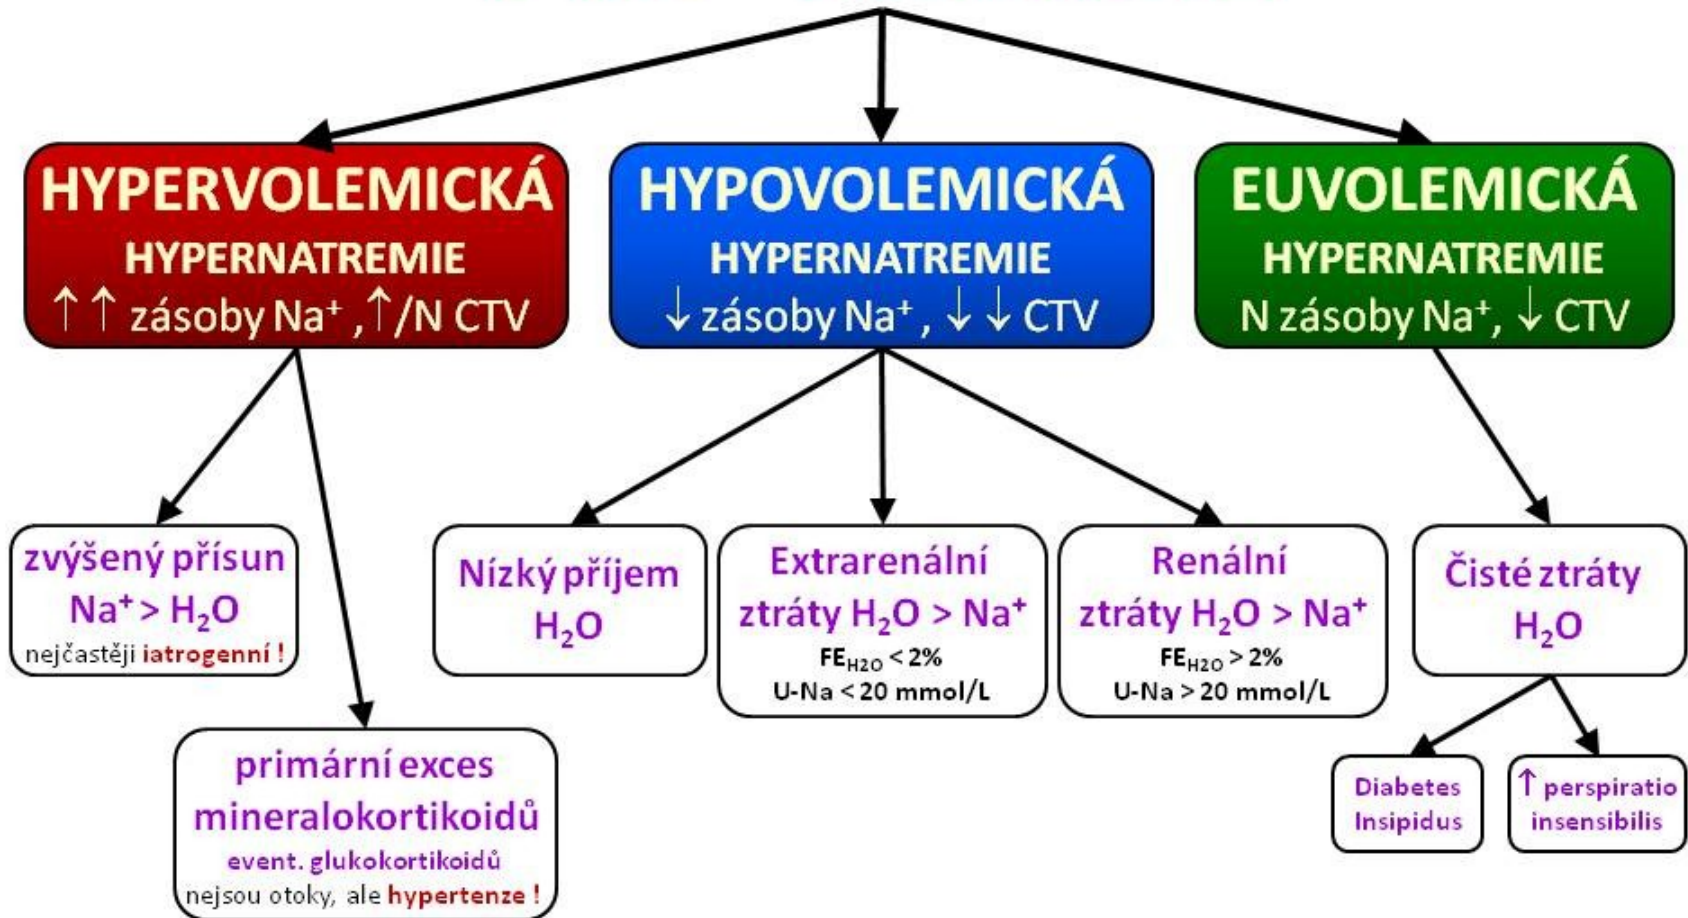 HYPERVOLEMICKÁ
HYPERNATREMIE
↑↑ zásoby Na⁺ ,↑/N CTV
HYPOVOLEMICKÁ
HYPERNATREMIE
↓ zásoby Na⁺ , ↓↓ CTV
EUVOLEMICKÁ
HYPERNATREMIE
N zásoby Na⁺, ↓ CTV
zvýšený přísun
Na⁺ > H₂O
nejčastěji iatrogenní !
primární exces
mineralokortikoidů
event. glukokortikoidů
nejsou otoky, ale hypertenze !
Nízký příjem
H₂O
Extrarenální
ztráty H₂O > Na⁺
FE_H2O < 2%
U-Na < 20 mmol/L
Renální
ztráty H₂O > Na⁺
FE_H2O > 2%
U-Na > 20 mmol/L
Čisté ztráty
H₂O
Diabetes
Insipidus
↑ perspiratio
insensibilis